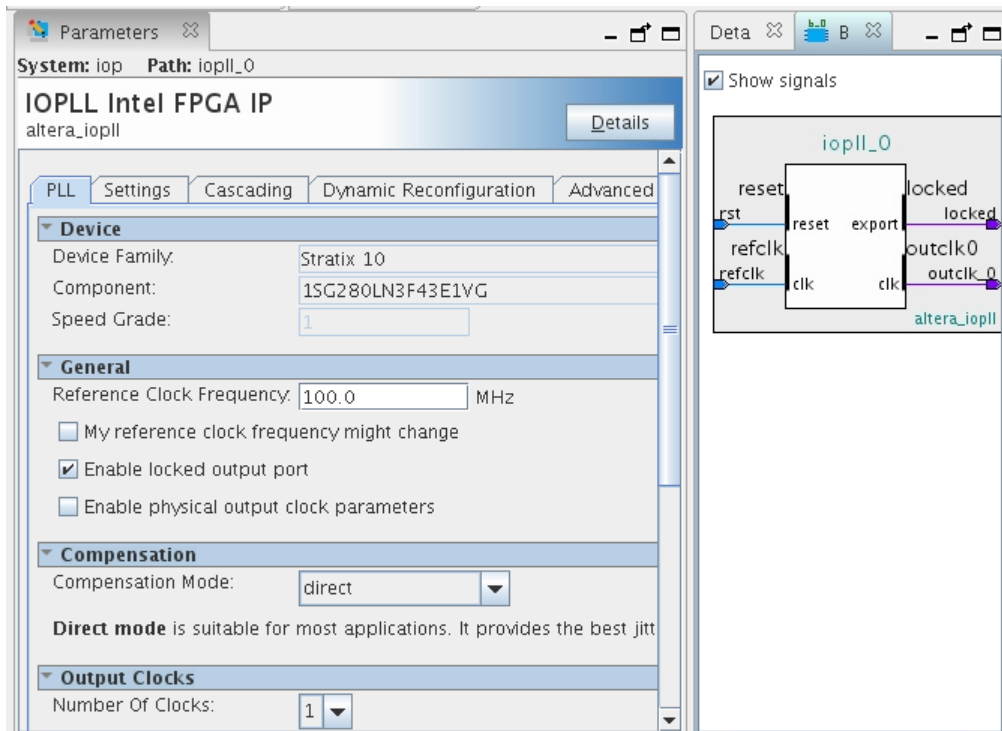 Parameters
System: iop Path: iopll_0
IOPLL Intel FPGA IP
altera_iopll
Details
PLL Settings Cascading Dynamic Reconfiguration Advanced
Device
Device Family: Stratix 10
Component: 1SG280LN3F43E1VG
Speed Grade: 1
General
Reference Clock Frequency: 100.0 MHz
My reference clock frequency might change
Enable locked output port
Enable physical output clock parameters
Compensation
Compensation Mode: direct
Direct mode is suitable for most applications. It provides the best jitt
Output Clocks
Number Of Clocks: 1
Deta B
Show signals
iopll_0
reset locked
rst locked
reset export
refclk outclk0
refclk outclk_0
clk clk
altera_iopll